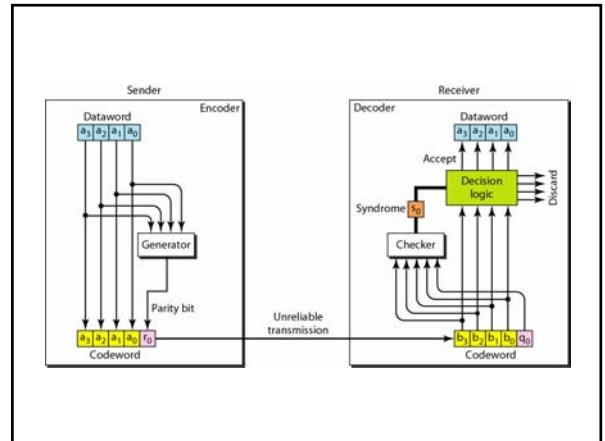 Sender
Encoder
Dataword
a3 a2 a1 a0
Generator
Parity bit
a3 a2 a1 a0 r0
Codeword
Unreliable
transmission
Receiver
Decoder
Dataword
a3 a2 a1 a0
Accept
Decision
logic
Discard
Syndrome
s0
Checker
b3 b2 b1 b0 q0
Codeword